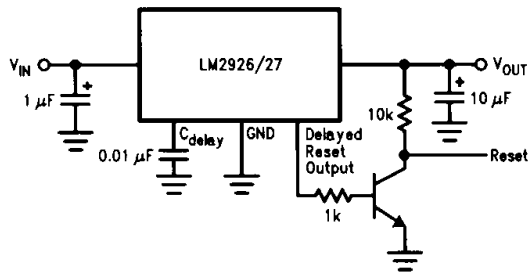 V_IN
LM2926/27
V_OUT
1 µF
+
C_delay
GND
Delayed
Reset
Output
0.01 µF
10k
+
10 µF
Reset
1k